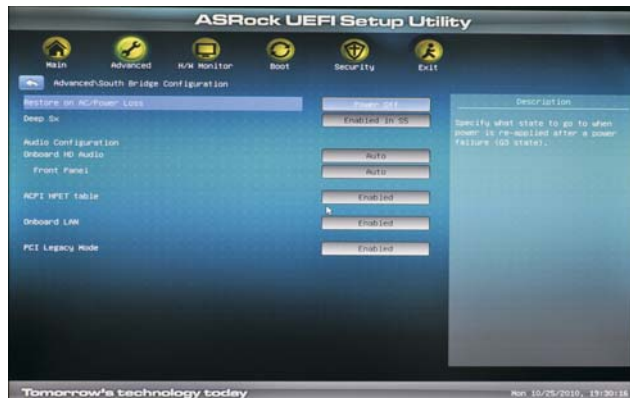 ASRock UEFI Setup Utility
Main Advanced H/W Monitor Boot Security Exit
Advanced\South Bridge Configuration
Restore on AC/Power Loss Power Off
Deep Sx Enabled in S5
Audio Configuration
Onboard HD Audio Auto
Front Panel Auto
ACPI HPET table Enabled
Onboard LAN Enabled
PCI Legacy Mode Enabled
Description
Specify what state to go to when
power is re-applied after a power
failure (G3 state).
Tomorrow's technology today
Mon 10/25/2010, 19:30:16